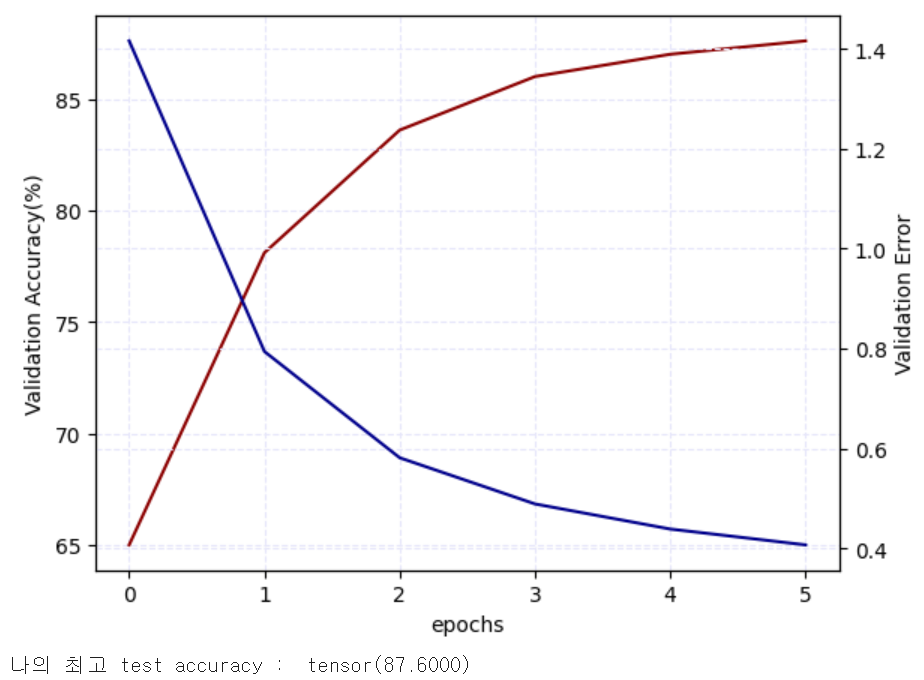 Validation Accuracy(%)
85
80
75
70
65
1.4
1.2
1.0
0.8
0.6
0.4
Validation Error
0 1 2 3 4 5
epochs
나의 최고 test accuracy :  tensor(87.6000)